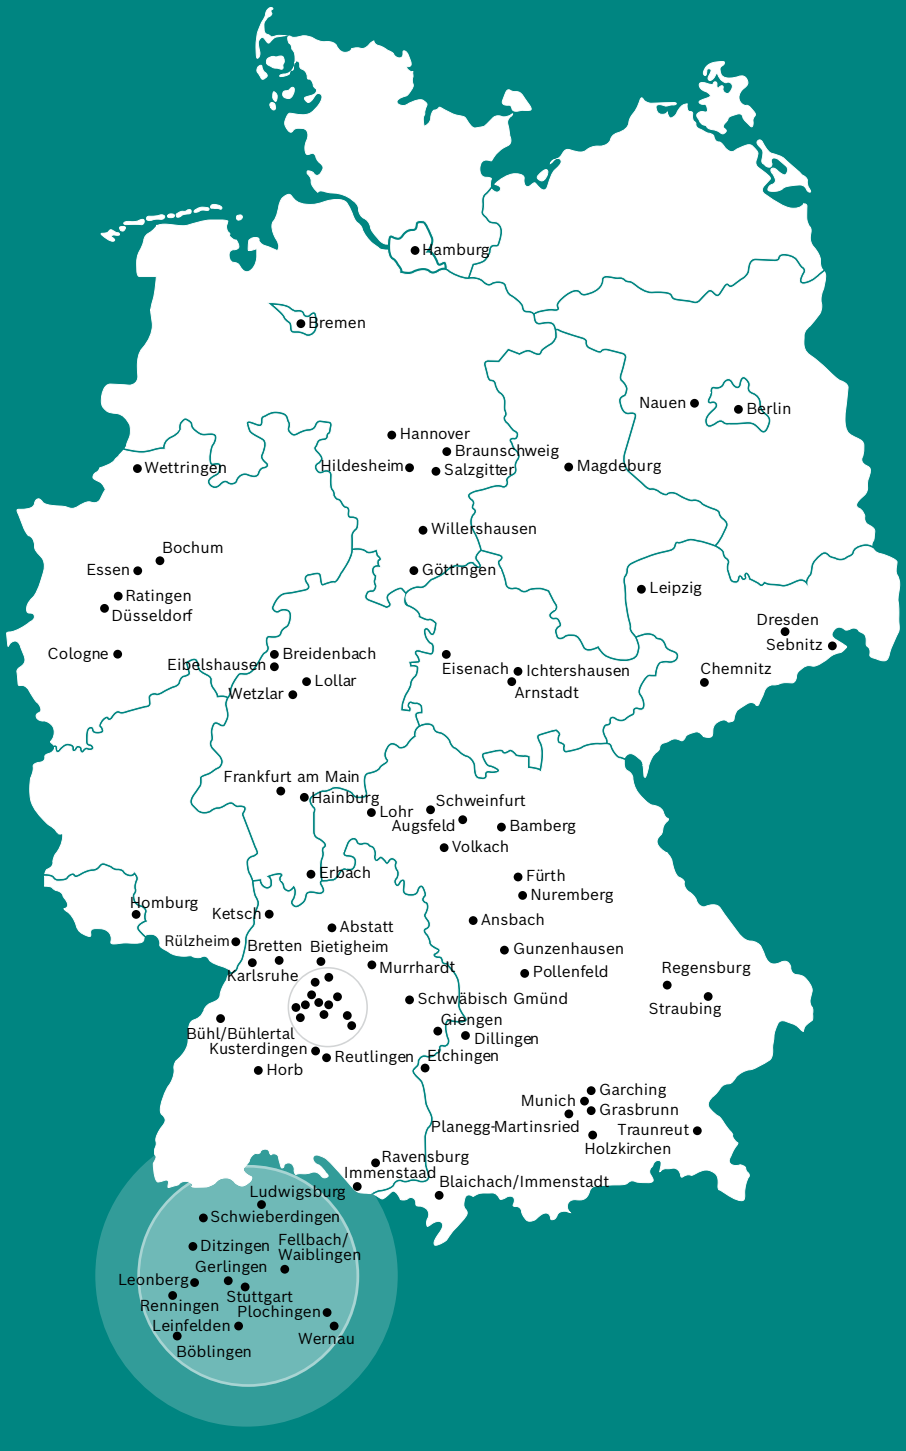 Hamburg
Bremen
Nauen
Berlin
Hannover
Braunschweig
Hildesheim
Salzgitter
Magdeburg
Wettringen
Willershausen
Bochum
Essen
Göttingen
Ratingen
Leipzig
Düsseldorf
Dresden
Sebnitz
Cologne
Breidenbach
Eibelshausen
Eisenach
Ichtershausen
Chemnitz
Lollar
Wetzlar
Arnstadt
Frankfurt am Main
Hainburg
Schweinfurt
Lohr
Augsfeld
Bamberg
Volkach
Erbach
Fürth
Nuremberg
Homburg
Ketsch
Ansbach
Abstatt
Rülzheim
Bretten
Bietigheim
Gunzenhausen
Karlsruhe
Murrhardt
Pollenfeld
Regensburg
Schwäbisch Gmünd
Straubing
Giengen
Bühl/Bühlertal
Dillingen
Kusterdingen
Reutlingen
Elchingen
Horb
Garching
Munich
Grasbrunn
Planegg-Martinsried
Traunreut
Holzkirchen
Ravensburg
Immenstaad
Blaichach/Immenstadt
Ludwigsburg
Schwieberdingen
Ditzingen
Fellbach/
Waiblingen
Gerlingen
Leonberg
Stuttgart
Renningen
Plochingen
Leinfelden
Wernau
Böblingen